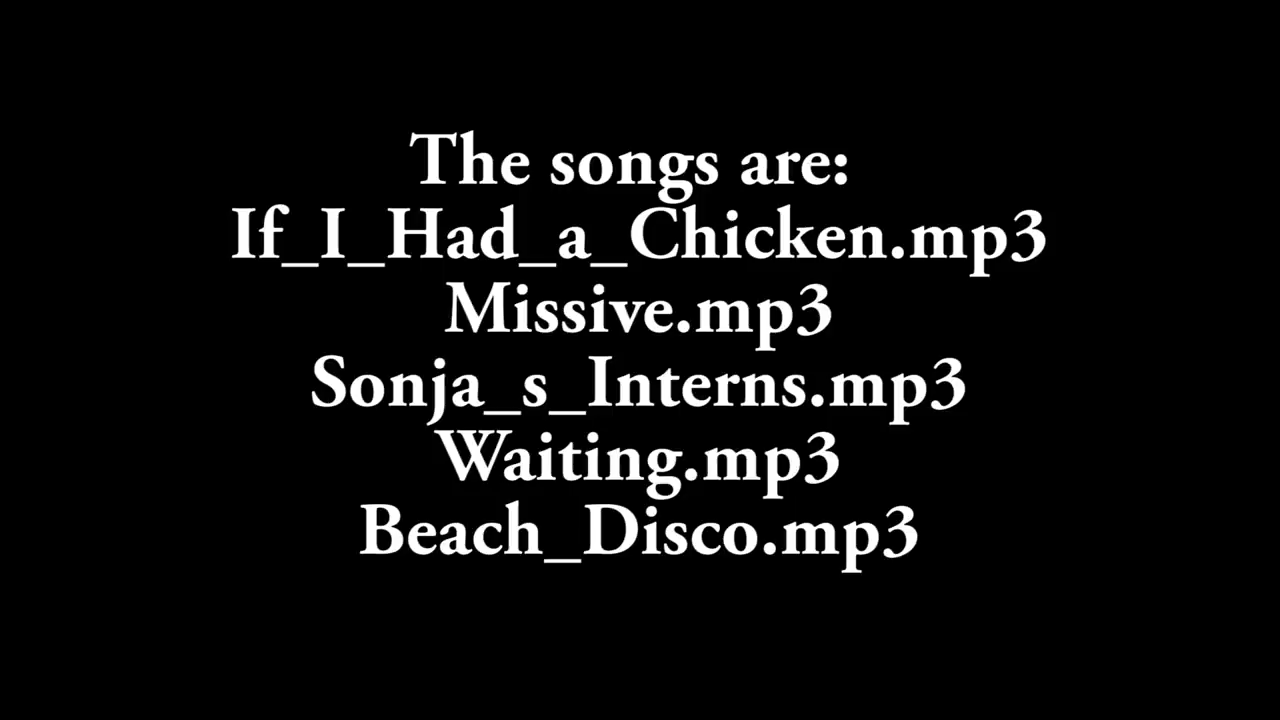 The songs are:
If_I_Had_a_Chicken.mp3
Missive.mp3
Sonja_s_Interns.mp3
Waiting.mp3
Beach_Disco.mp3